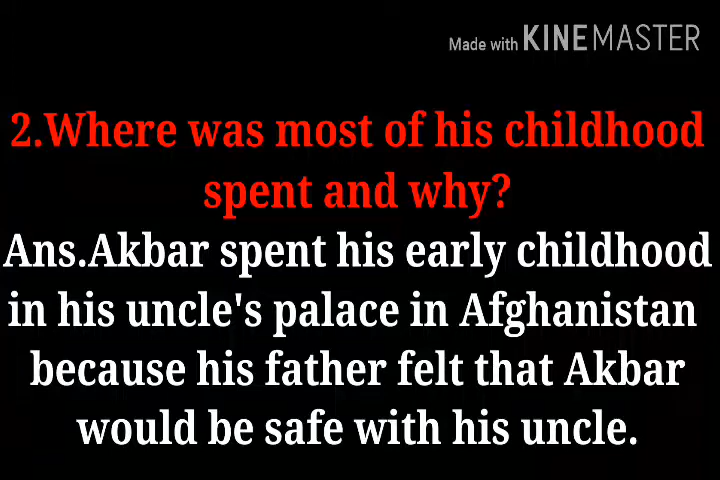 Made with KINEMASTER
2.Where was most of his childhood
spent and why?
Ans.Akbar spent his early childhood
in his uncle's palace in Afghanistan
because his father felt that Akbar
would be safe with his uncle.